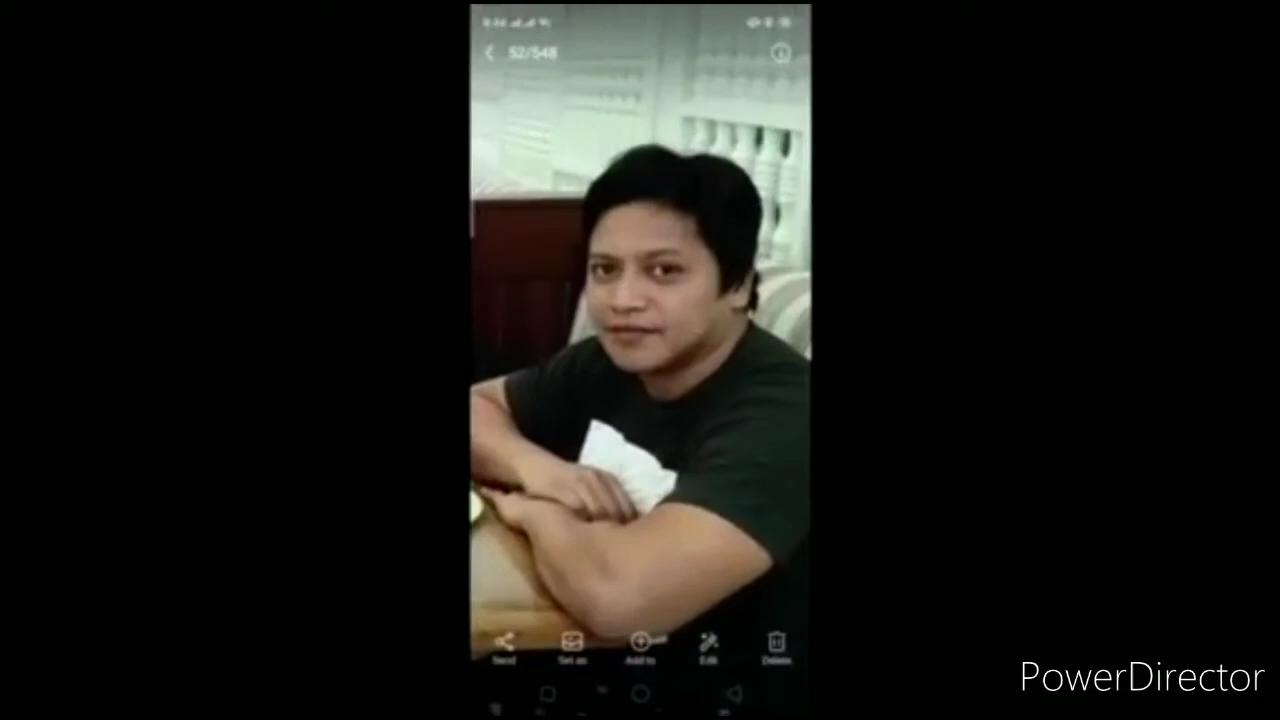 52/548
Send
Set as
Add to
Edit
Delete
PowerDirector